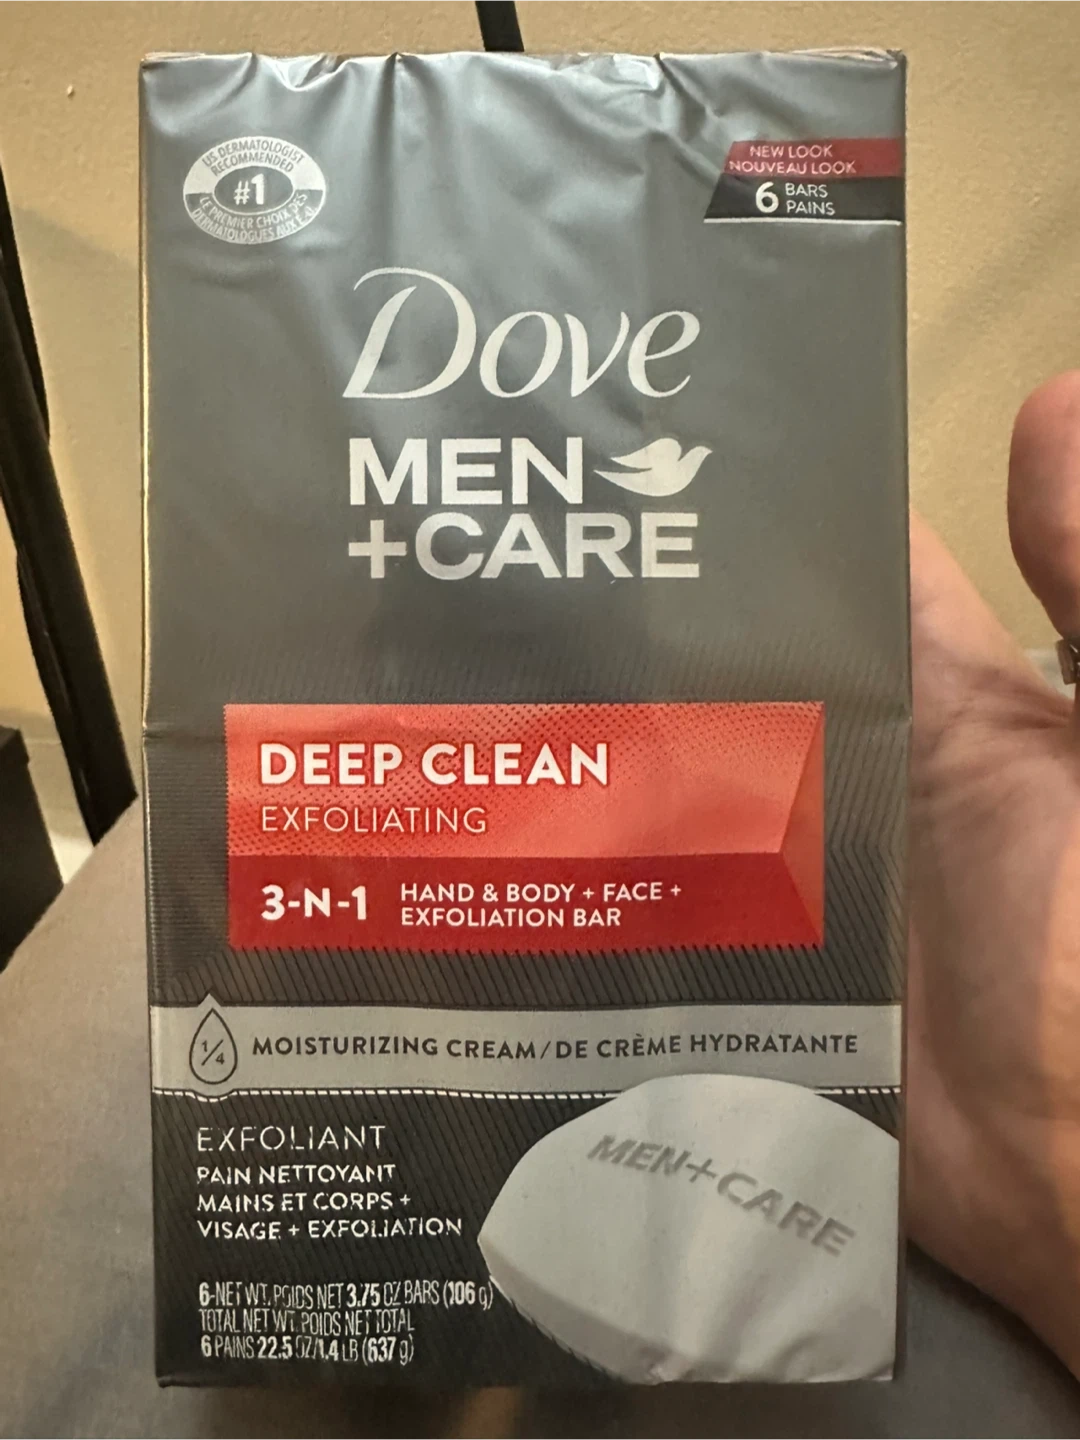 US DERMATOLOGIST
RECOMMENDED
#1
LE PREMIER CHOIX DES
DERMATOLOGUES AUX É.-U.
NEW LOOK
NOUVEAU LOOK
6 BARS
PAINS
Dove
MEN
+CARE
DEEP CLEAN
EXFOLIATING
3-N-1 HAND & BODY + FACE +
EXFOLIATION BAR
1/4 MOISTURIZING CREAM/DE CRÈME HYDRATANTE
EXFOLIANT
PAIN NETTOYANT
MAINS ET CORPS +
VISAGE + EXFOLIATION
MEN+CARE
6-NET WT. POIDS NET 3.75 OZ BARS (106 g)
TOTAL NET WT. POIDS NET TOTAL
6 PAINS 22.5 OZ/1.4 LB (637 g)